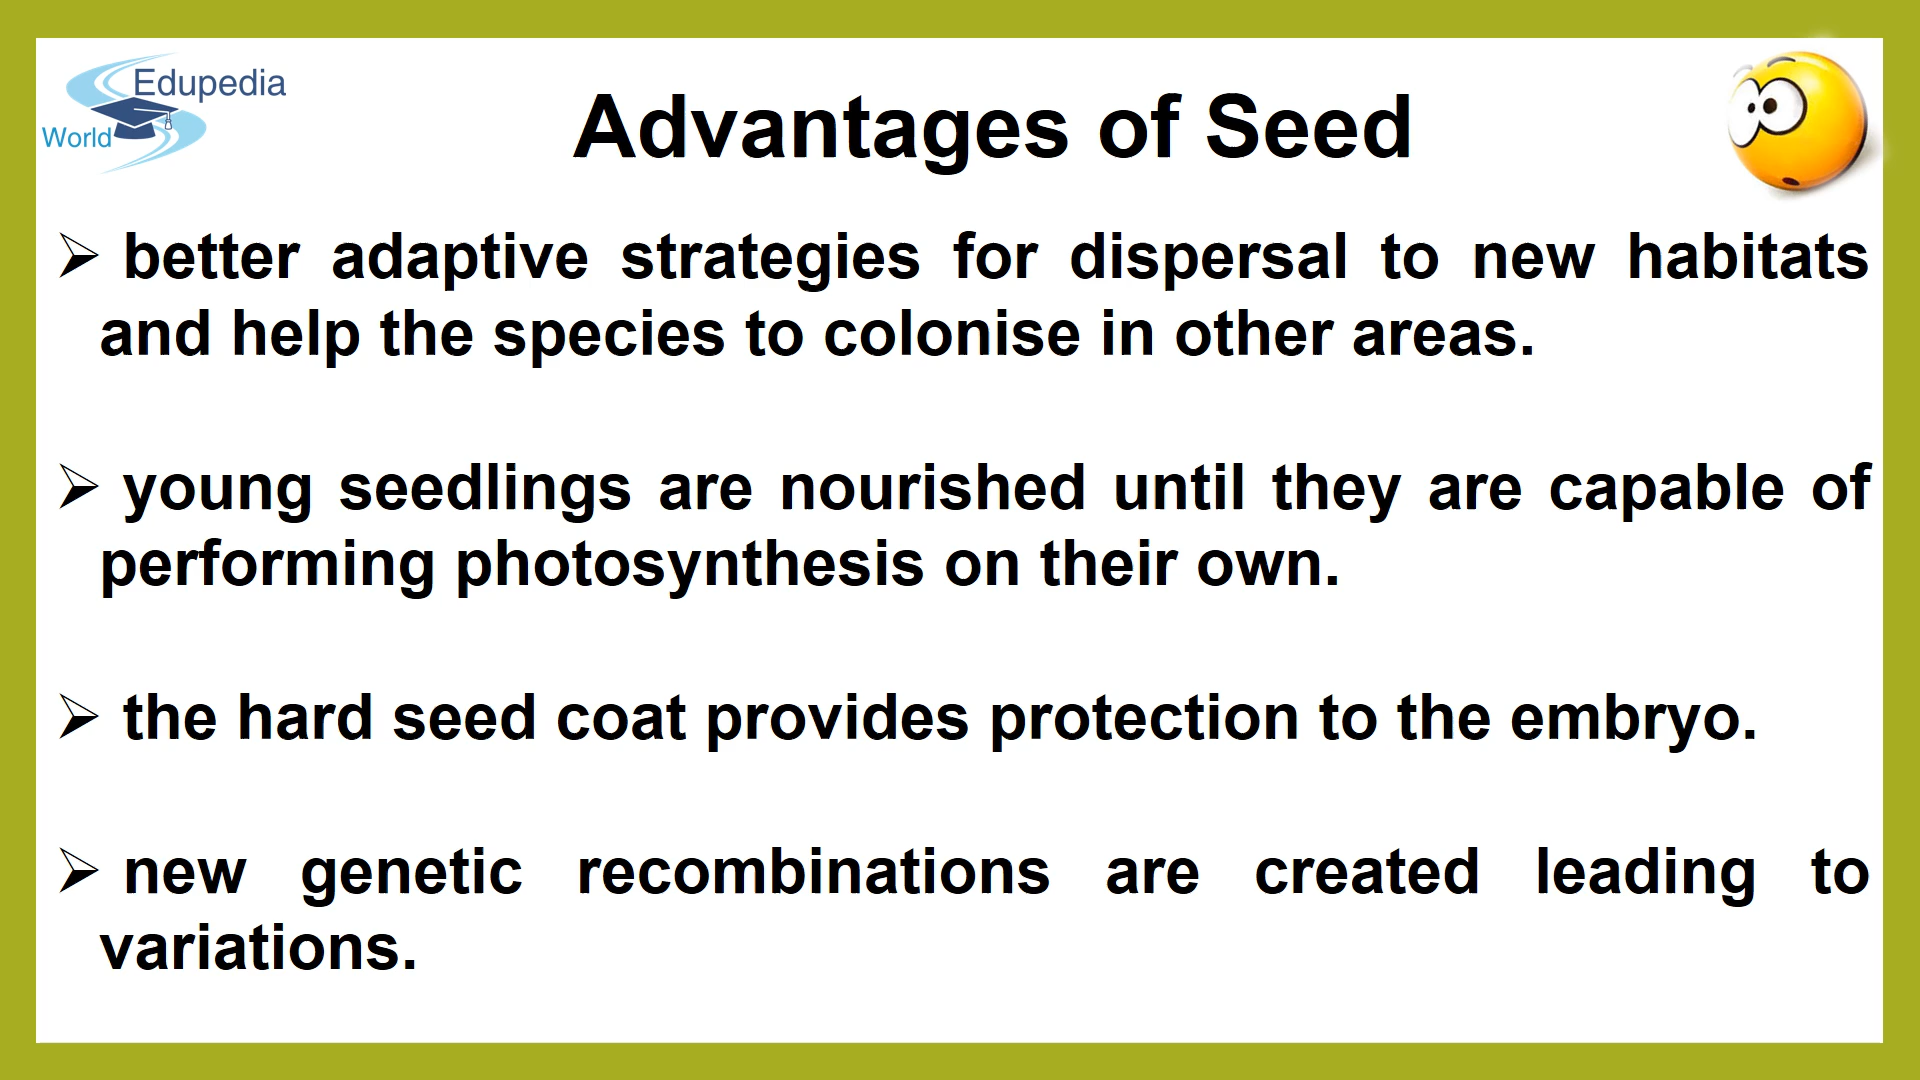 Edupedia
World
Advantages of Seed
➢ better adaptive strategies for dispersal to new habitats
and help the species to colonise in other areas.
➢ young seedlings are nourished until they are capable of
performing photosynthesis on their own.
➢ the hard seed coat provides protection to the embryo.
➢ new genetic recombinations are created leading to
variations.